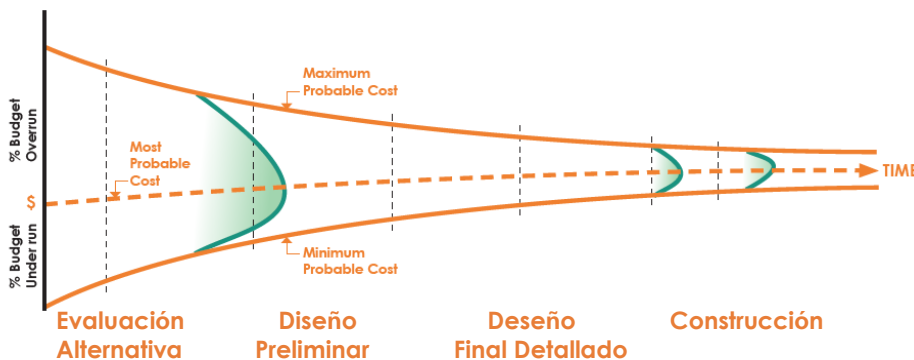 % Budget
Overrun
Maximum
Probable Cost
Most
Probable
Cost
TIME
$
% Budget
Under run
Minimum
Probable Cost
Evaluación
Alternativa
Diseño
Preliminar
Deseño
Final Detallado
Construcción